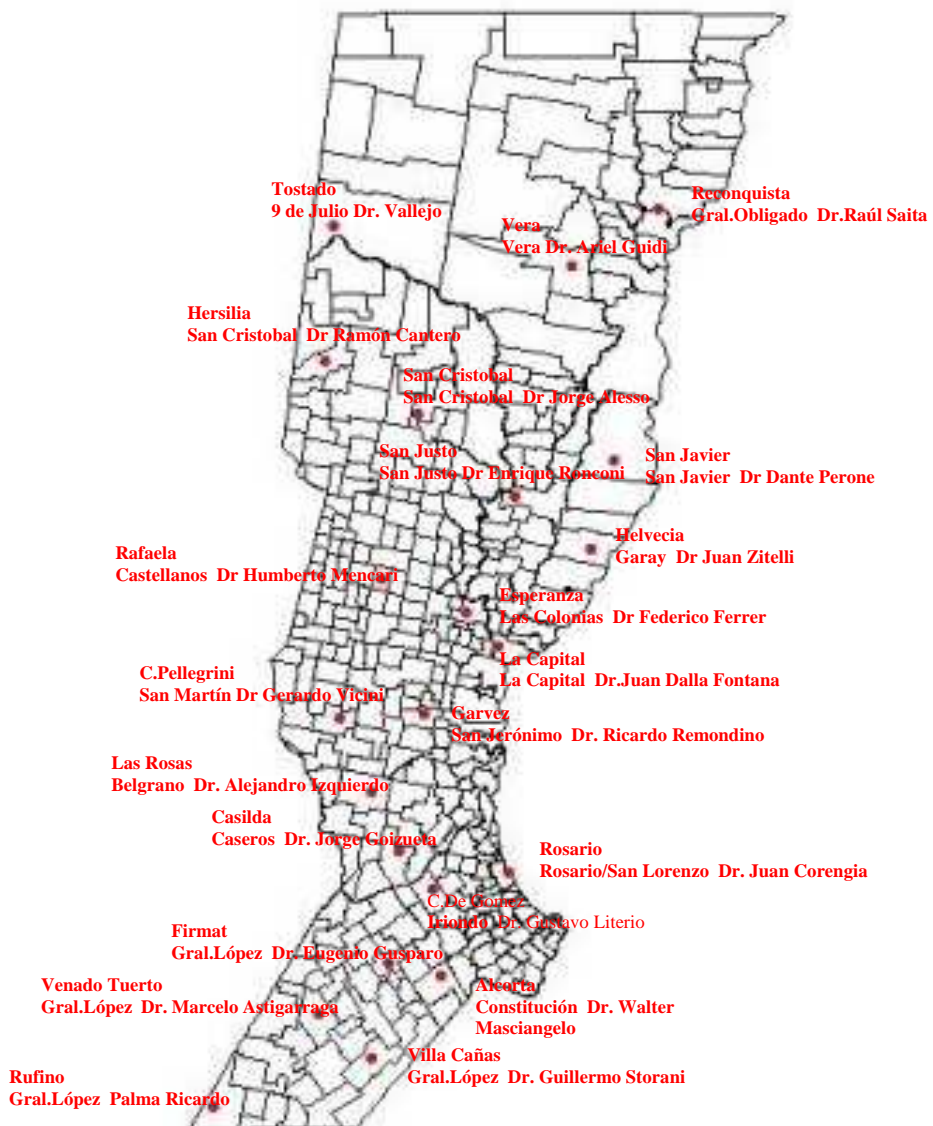 Tostado
9 de Julio Dr. Vallejo
Reconquista
Gral.Obligado Dr.Raúl Saita
Vera
Vera Dr. Ariel Guidi
Hersilia
San Cristobal Dr Ramón Cantero
San Cristobal
San Cristobal Dr Jorge Alesso
San Justo
San Justo Dr Enrique Ronconi
San Javier
San Javier Dr Dante Perone
Helvecia
Garay Dr Juan Zitelli
Rafaela
Castellanos Dr Humberto Mencari
Esperanza
Las Colonias Dr Federico Ferrer
La Capital
La Capital Dr.Juan Dalla Fontana
C.Pellegrini
San Martín Dr Gerardo Vicini
Garvez
San Jerónimo Dr. Ricardo Remondino
Las Rosas
Belgrano Dr. Alejandro Izquierdo
Casilda
Caseros Dr. Jorge Goizueta
Rosario
Rosario/San Lorenzo Dr. Juan Corengia
C.De Gomez
Iriondo Dr. Gustavo Literio
Firmat
Gral.López Dr. Eugenio Gusparo
Venado Tuerto
Gral.López Dr. Marcelo Astigarraga
Alcorta
Constitución Dr. Walter
Masciangelo
Villa Cañas
Gral.López Dr. Guillermo Storani
Rufino
Gral.López Palma Ricardo